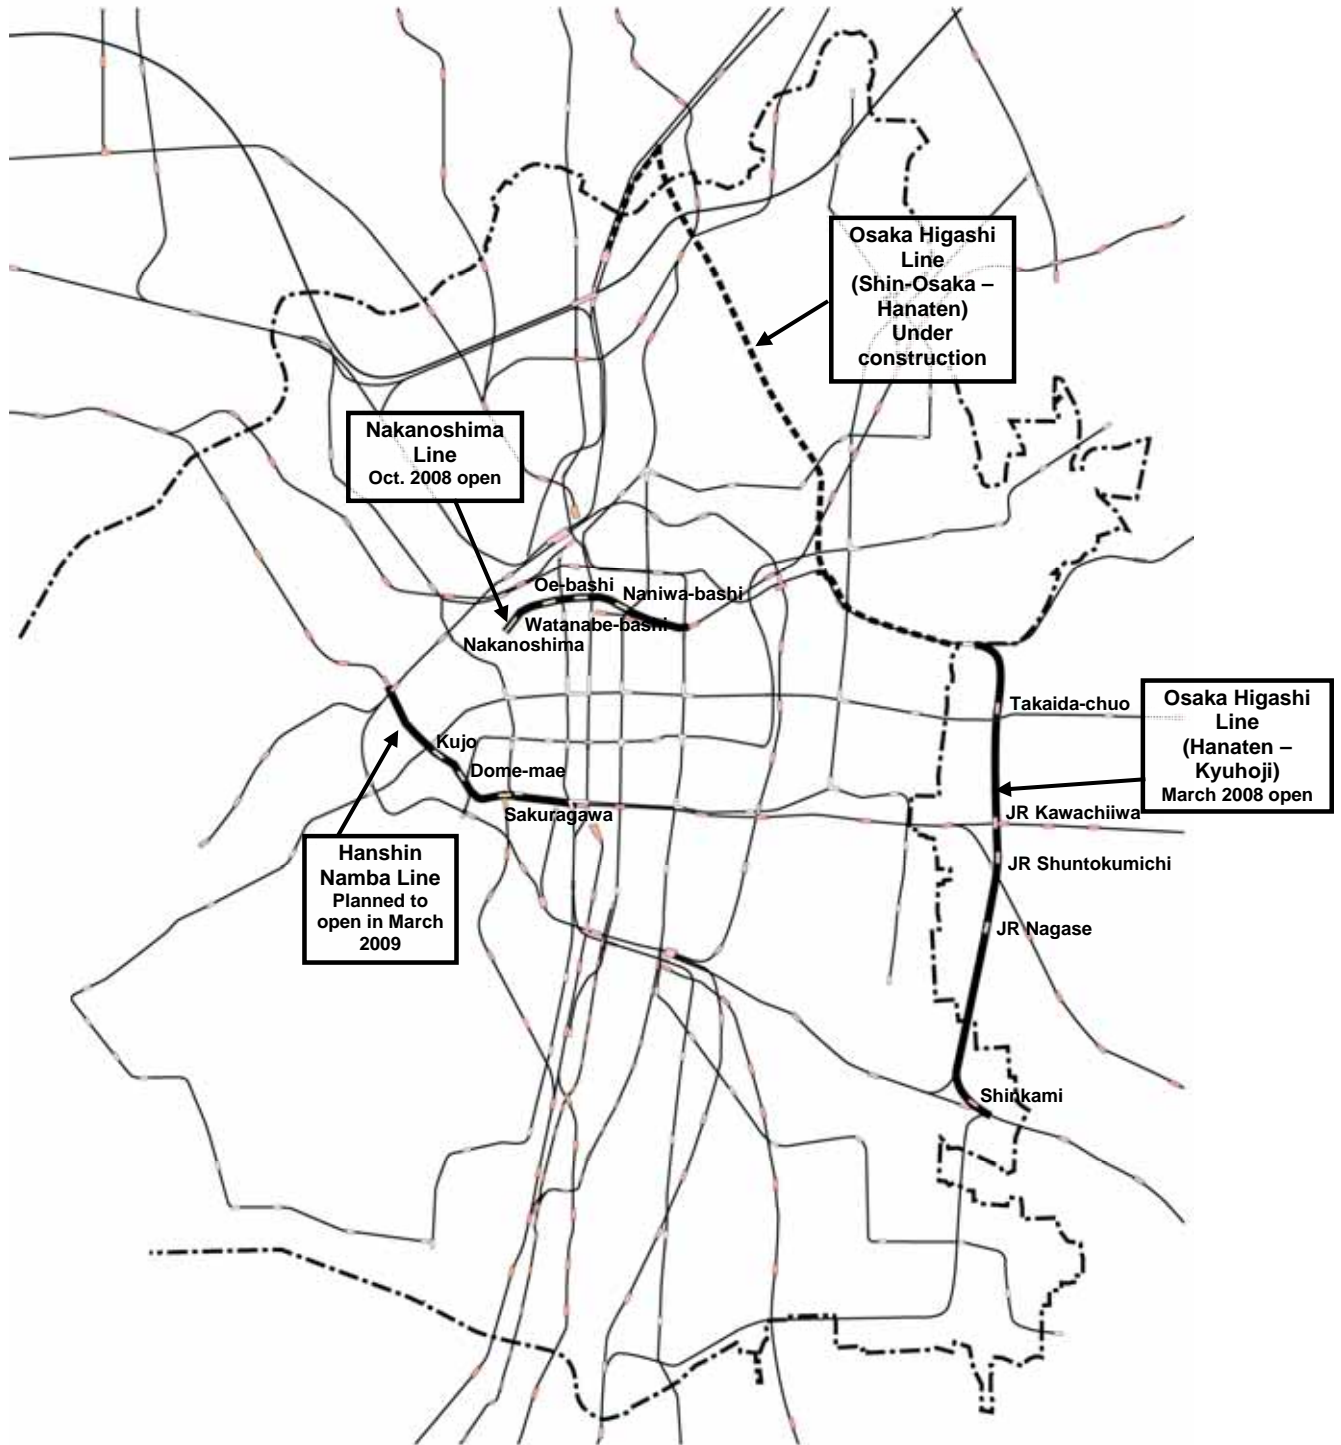 Osaka Higashi
Line
(Shin-Osaka –
Hanaten)
Under
construction
Nakanoshima
Line
Oct. 2008 open
Oe-bashi
Naniwa-bashi
Watanabe-bashi
Nakanoshima
Takaida-chuo
Osaka Higashi
Line
(Hanaten –
Kyuhoji)
March 2008 open
Kujo
Dome-mae
Sakuragawa
JR Kawachiiwa
JR Shuntokumichi
Hanshin
Namba Line
Planned to
open in March
2009
JR Nagase
Shinkami